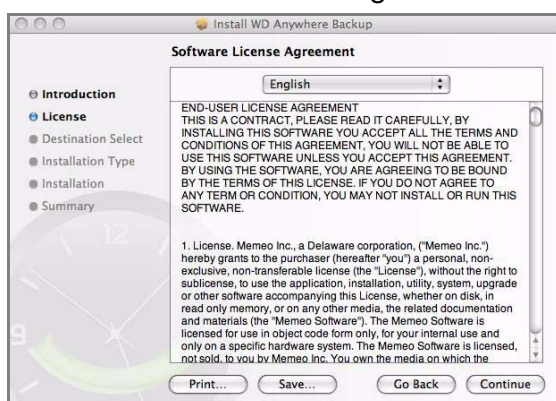 Install WD Anywhere Backup
Software License Agreement
Introduction
License
Destination Select
Installation Type
Installation
Summary
English
END-USER LICENSE AGREEMENT
THIS IS A CONTRACT, PLEASE READ IT CAREFULLY, BY
INSTALLING THIS SOFTWARE YOU ACCEPT ALL THE TERMS AND
CONDITIONS OF THIS AGREEMENT, YOU WILL NOT BE ABLE TO
USE THIS SOFTWARE UNLESS YOU ACCEPT THIS AGREEMENT.
BY USING THE SOFTWARE, YOU ARE AGREEING TO BE BOUND
BY THE TERMS OF THIS LICENSE. IF YOU DO NOT AGREE TO
ANY TERM OR CONDITION, YOU MAY NOT INSTALL OR RUN THIS
SOFTWARE.
1. License. Memeo Inc., a Delaware corporation, ("Memeo Inc.")
hereby grants to the purchaser (hereafter "you") a personal, non-
exclusive, non-transferable license (the "License"), without the right to
sublicense, to use the application, installation, utility, system, upgrade
or other software accompanying this License, whether on disk, in
read only memory, or on any other media, the related documentation
and materials (the "Memeo Software"). The Memeo Software is
licensed for use in object code form only, for your internal use and
only on a specific hardware system. The Memeo Software is licensed,
not sold, to you by Memeo Inc. You own the media on which the
Print...
Save...
Go Back
Continue
12
9